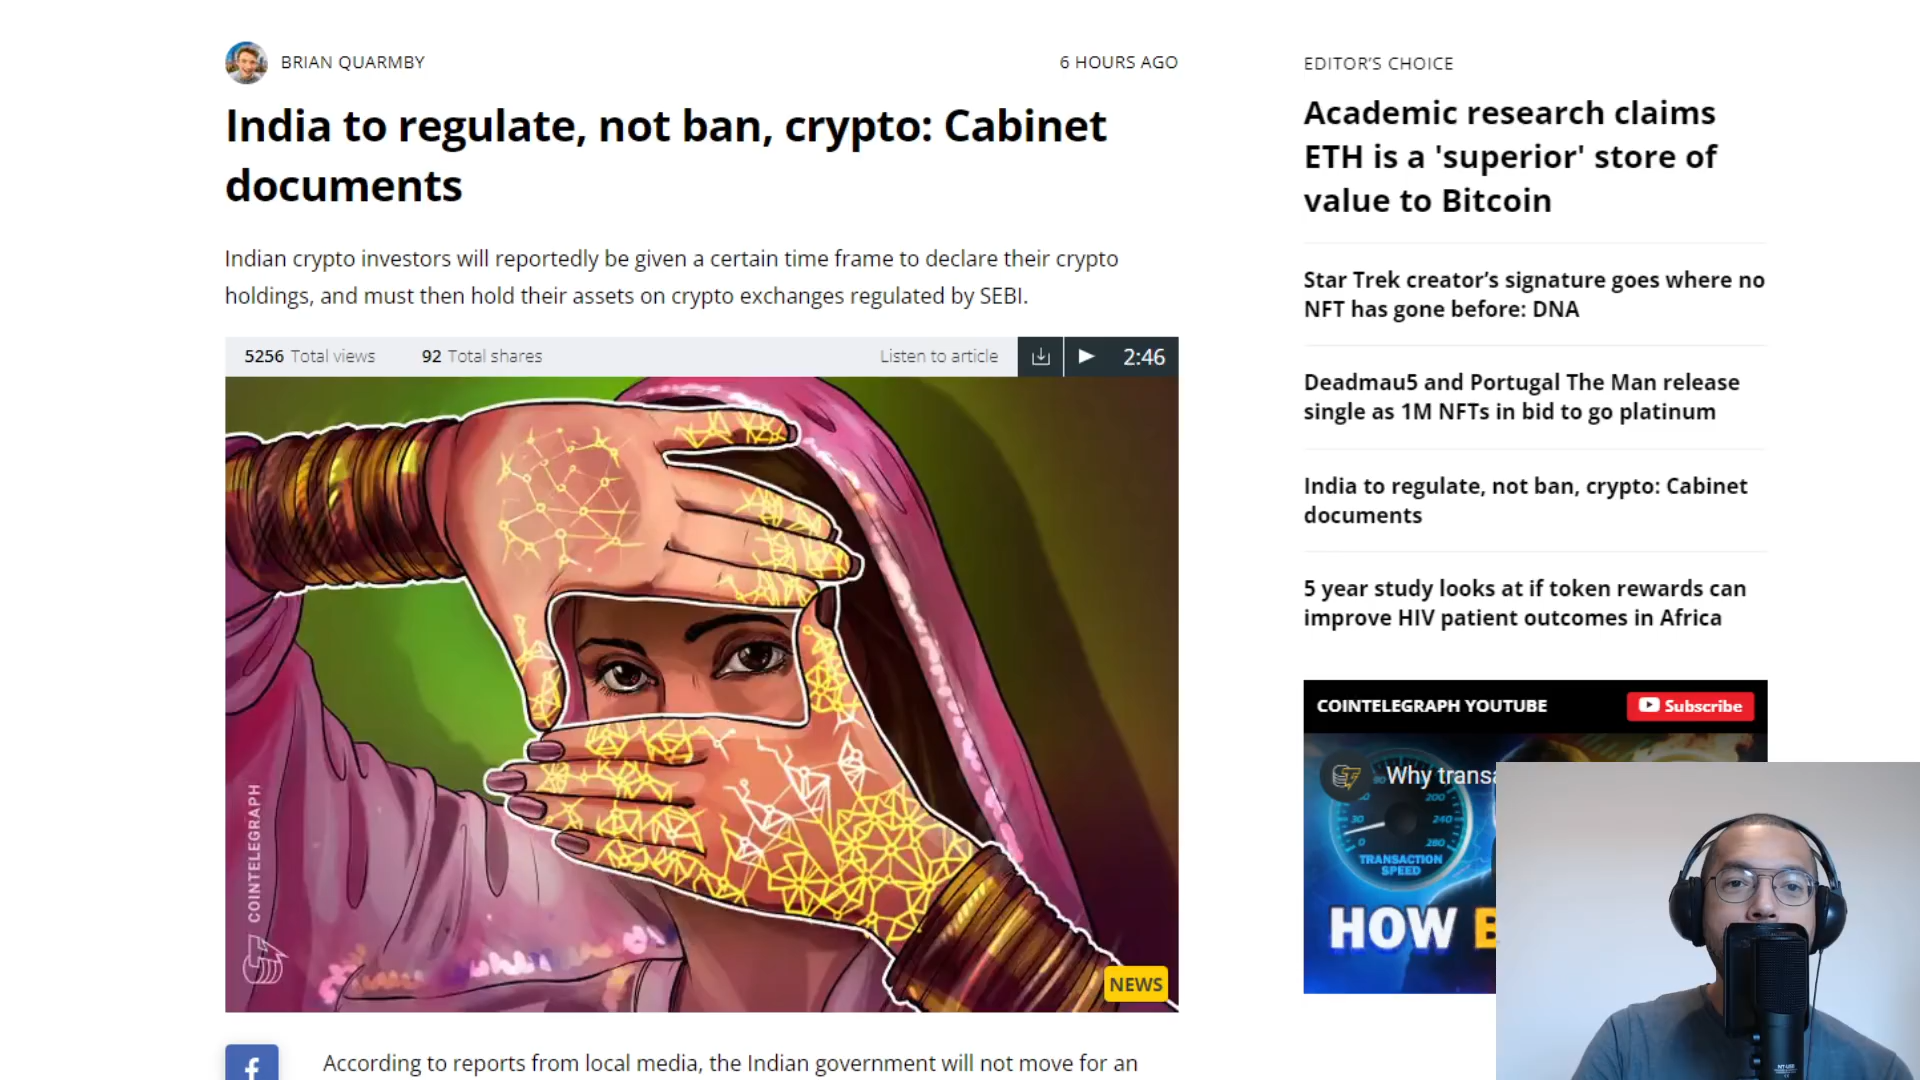 BRIAN QUARMBY
6 HOURS AGO
India to regulate, not ban, crypto: Cabinet
documents
Indian crypto investors will reportedly be given a certain time frame to declare their crypto
holdings, and must then hold their assets on crypto exchanges regulated by SEBI.
5256 Total views
92 Total shares
Listen to article
2:46
COINTELEGRAPH
NEWS
According to reports from local media, the Indian government will not move for an
EDITOR’S CHOICE
Academic research claims
ETH is a 'superior' store of
value to Bitcoin
Star Trek creator’s signature goes where no
NFT has gone before: DNA
Deadmau5 and Portugal The Man release
single as 1M NFTs in bid to go platinum
India to regulate, not ban, crypto: Cabinet
documents
5 year study looks at if token rewards can
improve HIV patient outcomes in Africa
COINTELEGRAPH YOUTUBE
Subscribe
Why transa
200
30
240
0
280
TRANSACTION
SPEED
HOW B